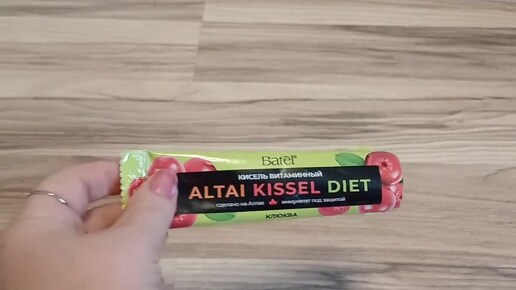 Batel®
КИСЕЛЬ ВИТАМИННЫЙ
ALTAI KISSEL DIET
сделано на Алтае иммунитет под защитой
КЛЮКВА